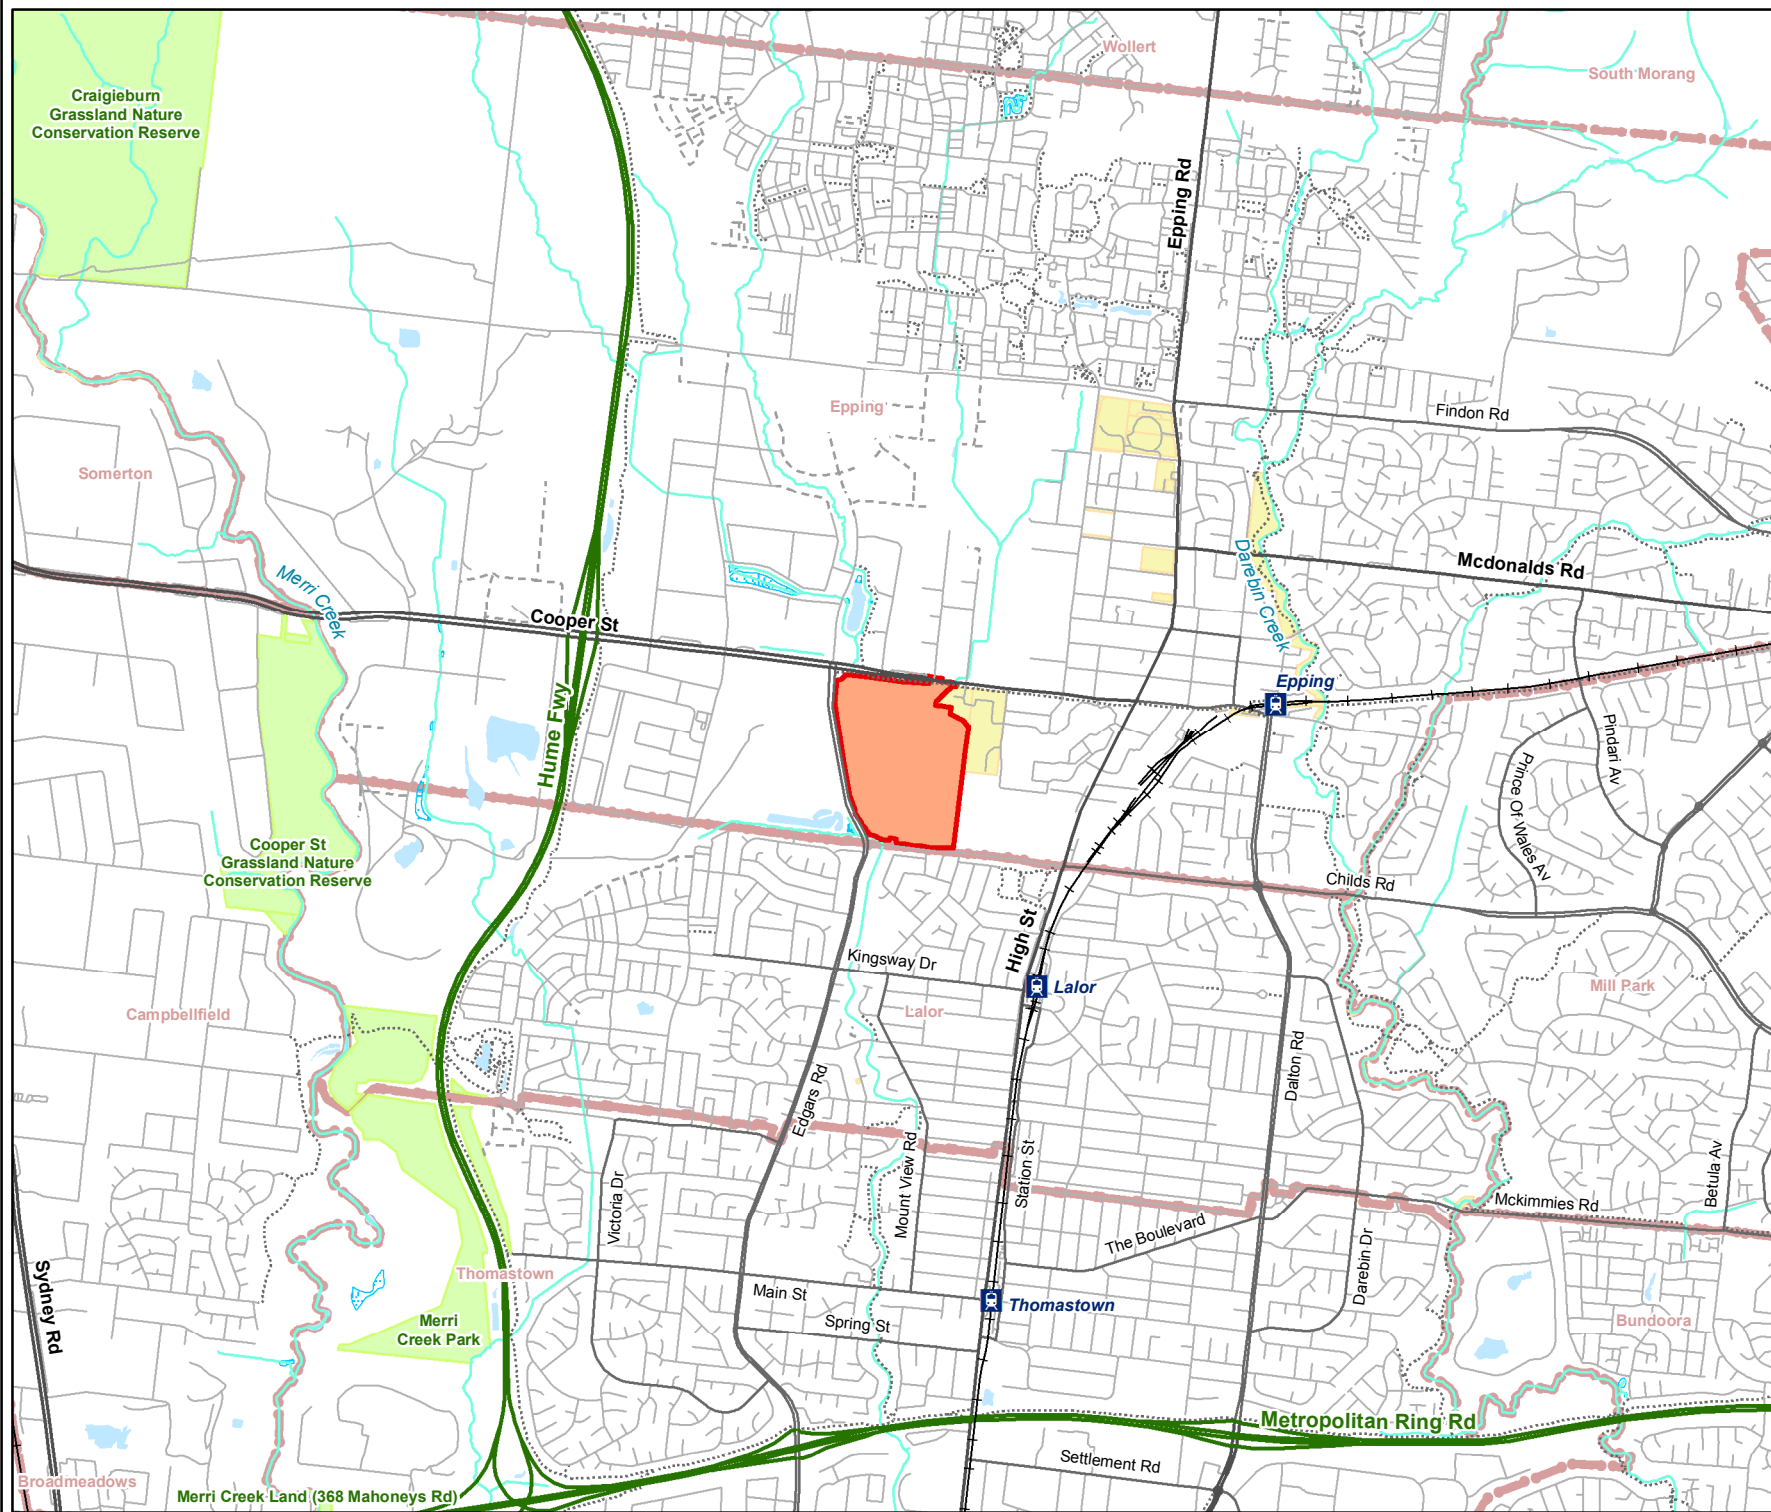 Wollert
South Morang
Craigieburn
Grassland Nature
Conservation Reserve
Epping Rd
Epping
Findon Rd
Somerton
Mcdonalds Rd
Darebin Creek
Merri Creek
Cooper St
Epping
Hume Fwy
Pindari Av
Prince Of Wales Av
Cooper St
Grassland Nature
Conservation Reserve
Childs Rd
High St
Kingsway Dr
Lalor
Mill Park
Lalor
Campbellfield
Dalton Rd
Edgars Rd
Mount View Rd
Station St
Victoria Dr
Betula Av
Mckimmies Rd
The Boulevard
Darebin Dr
Thomastown
Sydney Rd
Main St
Thomastown
Merri
Creek Park
Spring St
Bundoora
Metropolitan Ring Rd
Settlement Rd
Broadmeadows
Merri Creek Land (368 Mahoneys Rd)